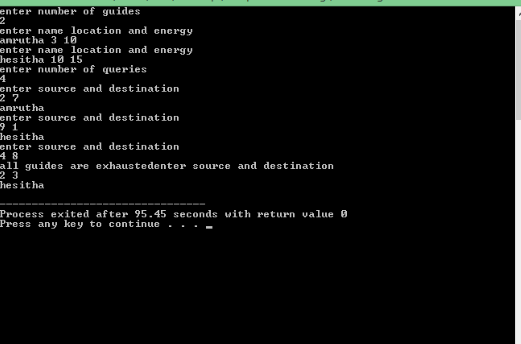 enter number of guides
2
enter name location and energy
amrutha 3 10
enter name location and energy
hesitha 10 15
enter number of queries
4
enter source and destination
2 7
amrutha
enter source and destination
9 1
hesitha
enter source and destination
4 8
all guides are exhaustedenter source and destination
2 3
hesitha
--------------------------------
Process exited after 95.45 seconds with return value 0
Press any key to continue . . . _